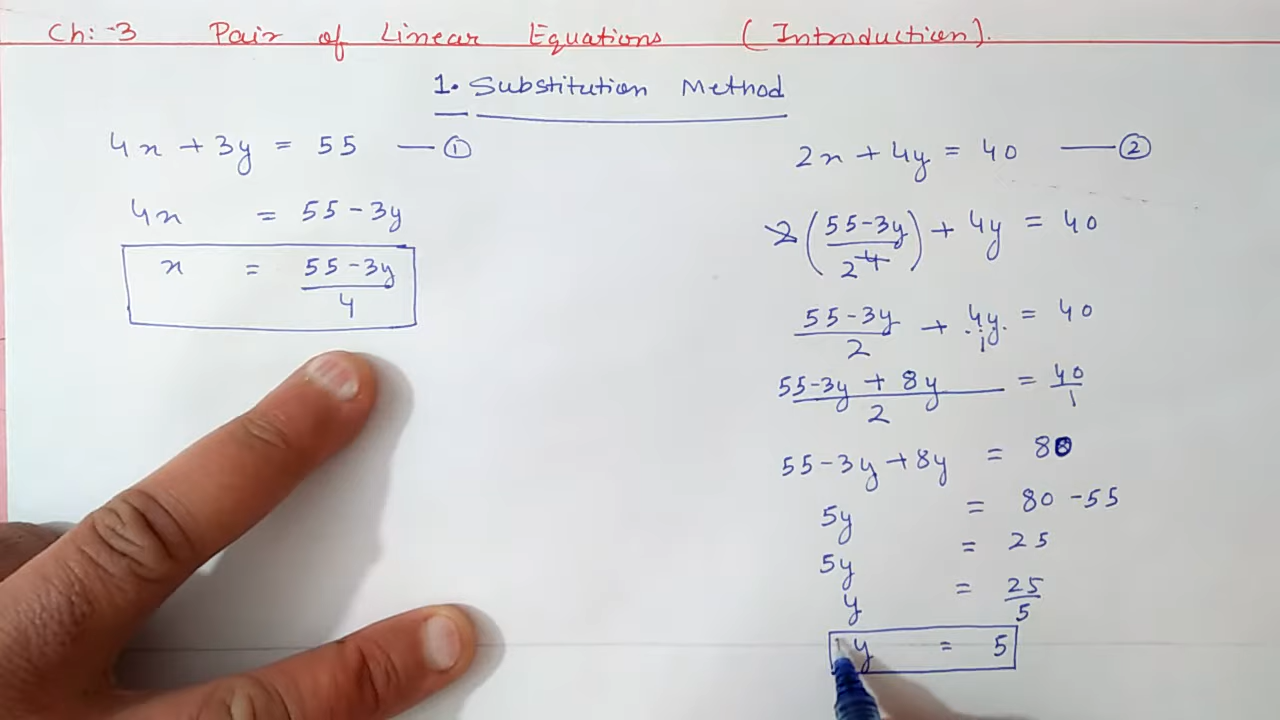 Ch:-3 Pair of Linear Equations (Introduction).
1. Substitution Method
4x + 3y = 55 — ①
4x = 55 - 3y
x = 55 - 3y / 4
2x + 4y = 40 — ②
2 ( 55 - 3y / 2 4 ) + 4y = 40
55 - 3y / 2 + 4y / 1 = 40
55 - 3y + 8y / 2 = 40 / 1
55 - 3y + 8y = 80
5y = 80 - 55
5y = 25
y = 25 / 5
y = 5